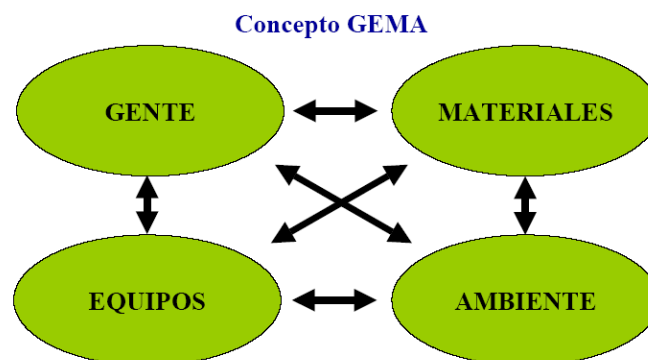 Concepto GEMA
GENTE
MATERIALES
EQUIPOS
AMBIENTE